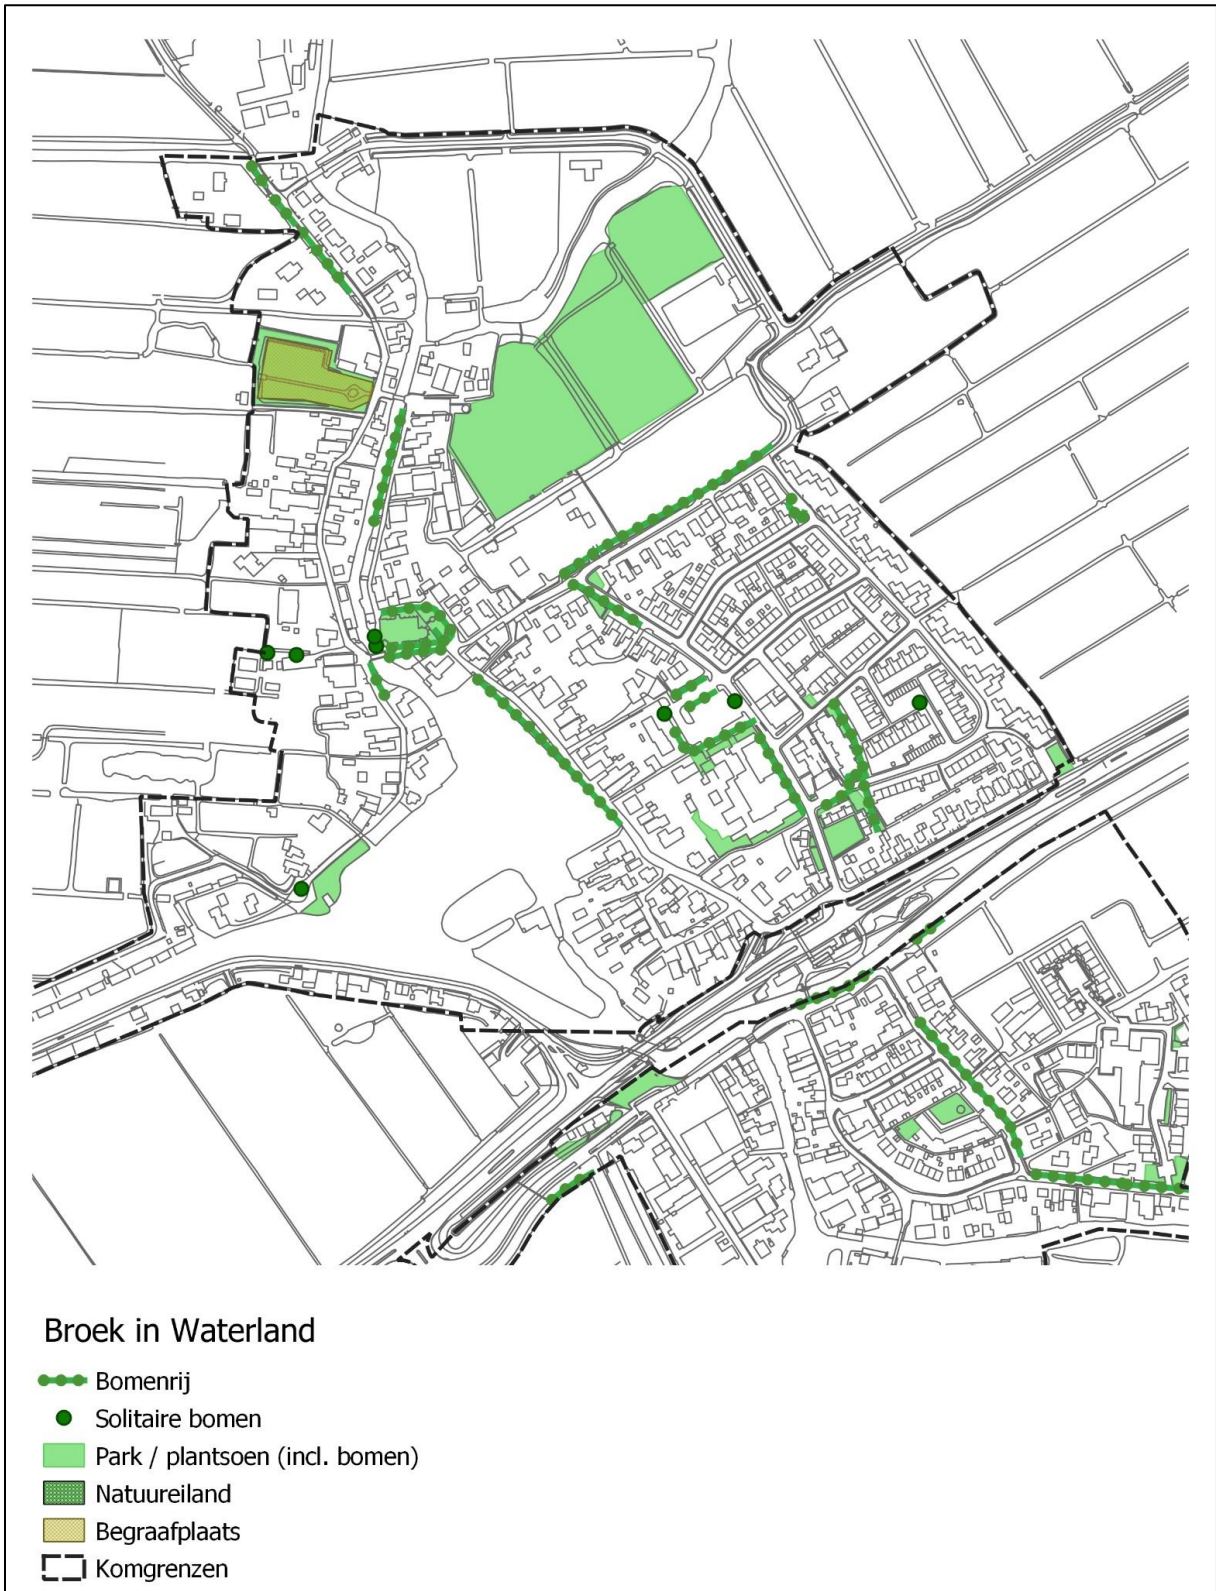 Broek in Waterland
Bomenrij
Solitaire bomen
Park / plantsoen (incl. bomen)
Natuureiland
Begraafplaats
Komgrenzen